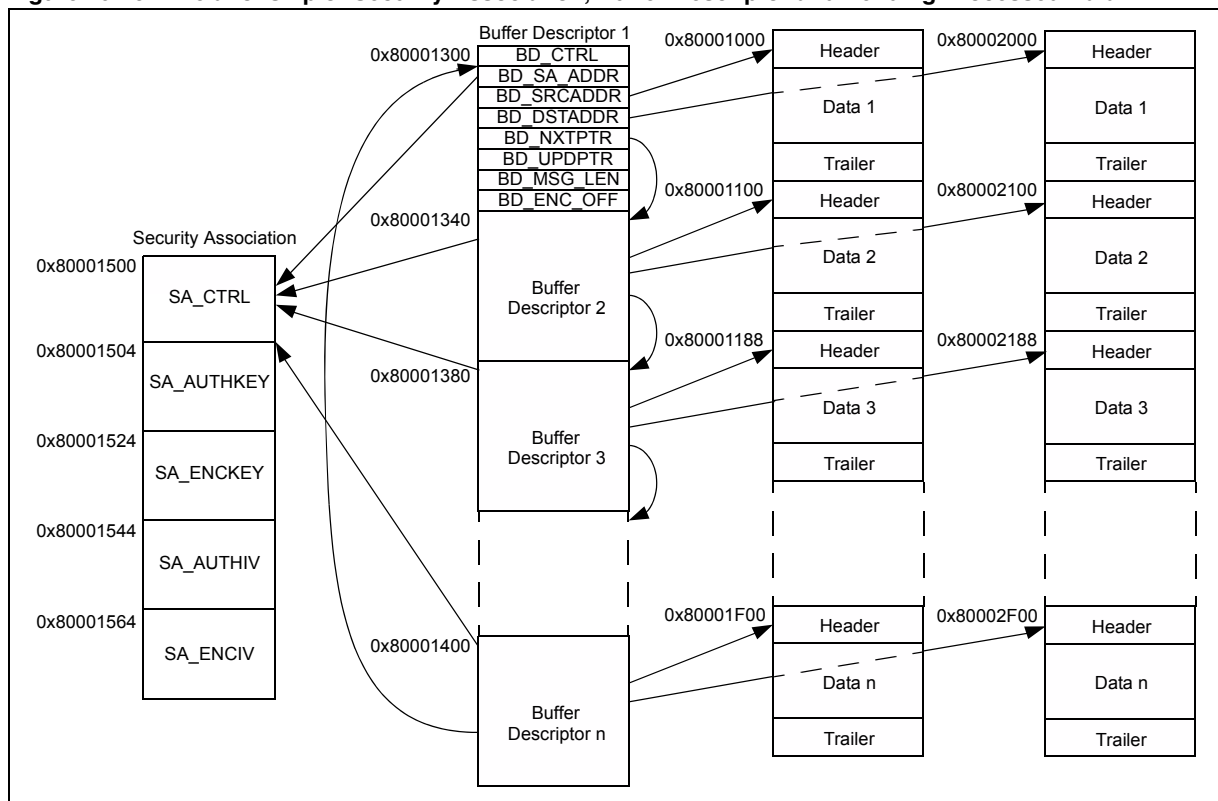 Buffer Descriptor 1
0x80001300
BD_CTRL
BD_SA_ADDR
BD_SRCADDR
BD_DSTADDR
BD_NXTPTR
BD_UPDPTR
BD_MSG_LEN
BD_ENC_OFF
0x80001340
Buffer
Descriptor 2
0x80001380
Buffer
Descriptor 3
0x80001400
Buffer
Descriptor n
Security Association
0x80001500
SA_CTRL
0x80001504
SA_AUTHKEY
0x80001524
SA_ENCKEY
0x80001544
SA_AUTHIV
0x80001564
SA_ENCIV
0x80001000
Header
Data 1
Trailer
0x80001100
Header
Data 2
Trailer
0x80001188
Header
Data 3
Trailer
0x80001F00
Header
Data n
Trailer
0x80002000
Header
Data 1
Trailer
0x80002100
Header
Data 2
Trailer
0x80002188
Header
Data 3
Trailer
0x80002F00
Header
Data n
Trailer